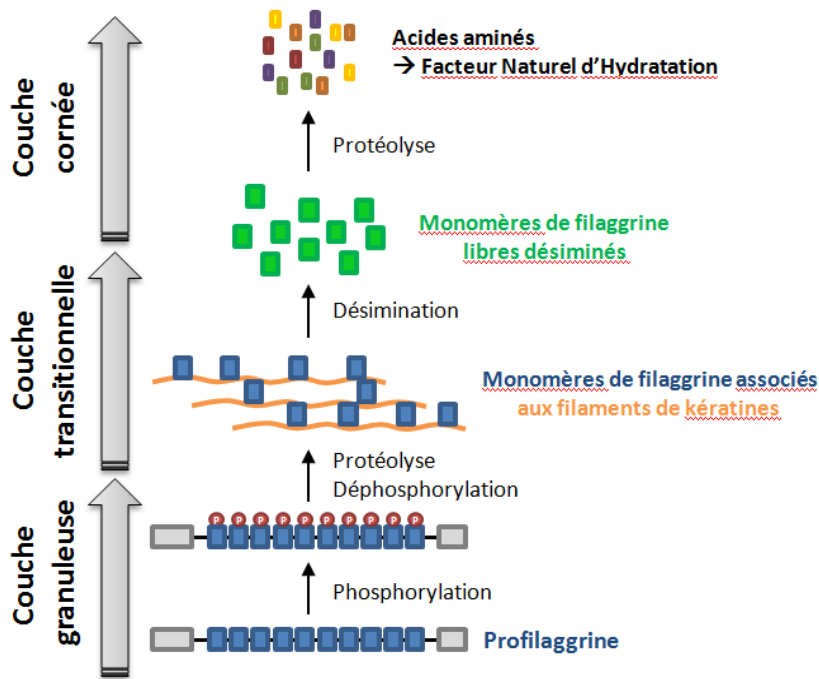 Acides aminés
→ Facteur Naturel d'Hydratation
Couche
cornée
Protéolyse
Monomères de filaggrine
libres désiminés
Couche
transitionnelle
Désimination
Monomères de filaggrine associés
aux filaments de kératines
Protéolyse
Déphosphorylation
Couche
granuleuse
P P P P P P P P P P
Phosphorylation
Profilaggrine